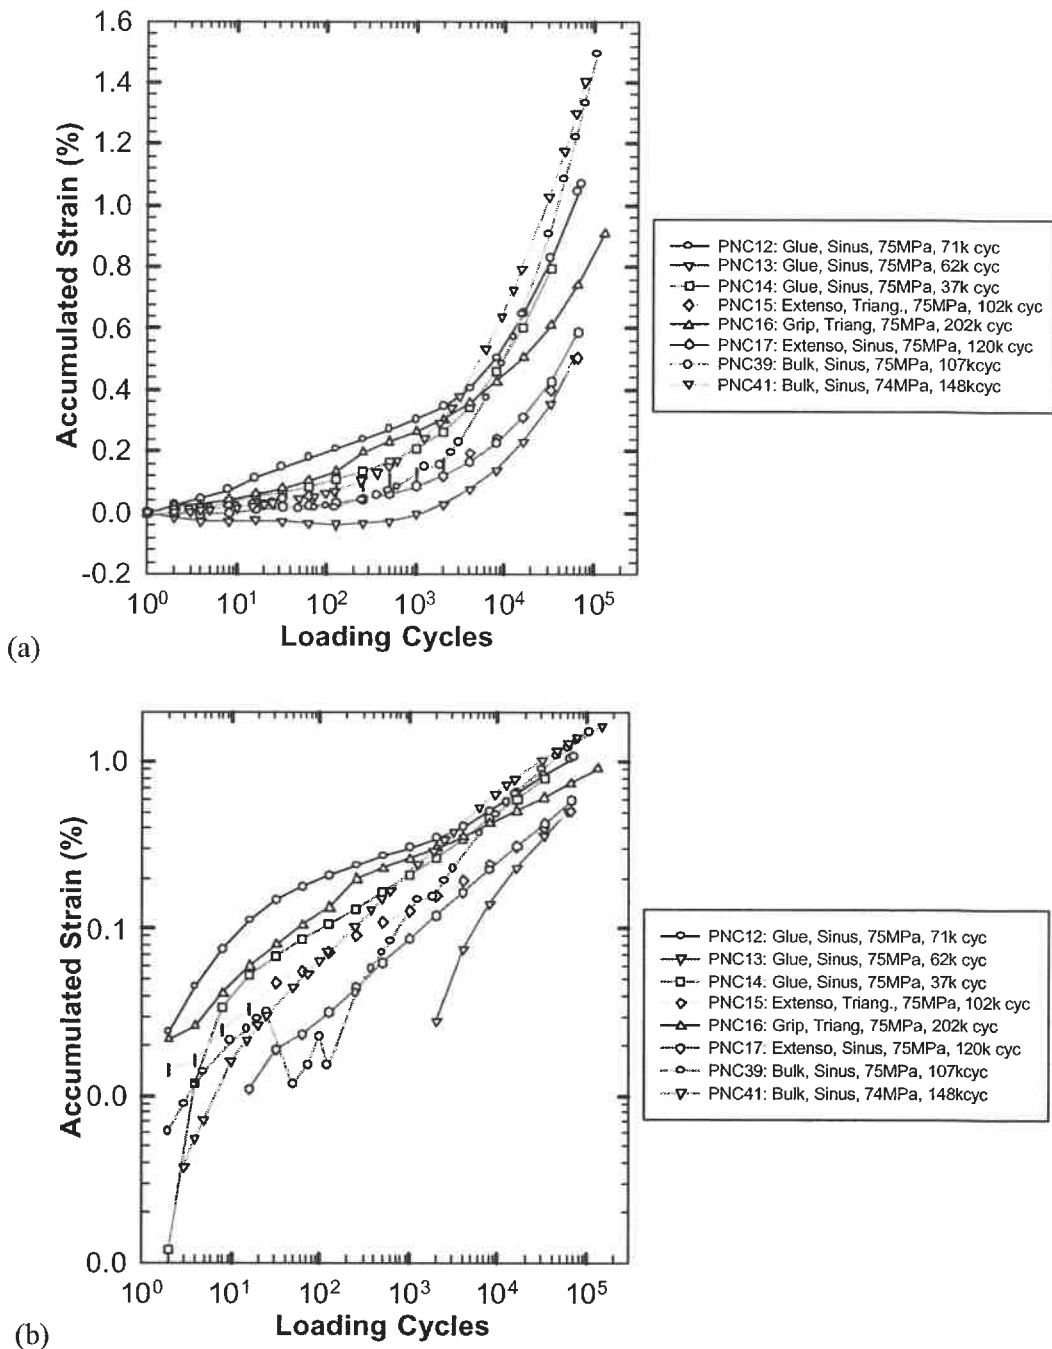 (a)
Accumulated Strain (%)
1.6
1.4
1.2
1.0
0.8
0.6
0.4
0.2
0.0
-0.2
10⁰ 10¹ 10² 10³ 10⁴ 10⁵
Loading Cycles
PNC12: Glue, Sinus, 75MPa, 71k cyc
PNC13: Glue, Sinus, 75MPa, 62k cyc
PNC14: Glue, Sinus, 75MPa, 37k cyc
PNC15: Extenso, Triang., 75MPa, 102k cyc
PNC16: Grip, Triang, 75MPa, 202k cyc
PNC17: Extenso, Sinus, 75MPa, 120k cyc
PNC39: Bulk, Sinus, 75MPa, 107kcyc
PNC41: Bulk, Sinus, 74MPa, 148kcyc
(b)
Accumulated Strain (%)
1.0
0.1
0.0
0.0
10⁰ 10¹ 10² 10³ 10⁴ 10⁵
Loading Cycles
PNC12: Glue, Sinus, 75MPa, 71k cyc
PNC13: Glue, Sinus, 75MPa, 62k cyc
PNC14: Glue, Sinus, 75MPa, 37k cyc
PNC15: Extenso, Triang., 75MPa, 102k cyc
PNC16: Grip, Triang, 75MPa, 202k cyc
PNC17: Extenso, Sinus, 75MPa, 120k cyc
PNC39: Bulk, Sinus, 75MPa, 107kcyc
PNC41: Bulk, Sinus, 74MPa, 148kcyc